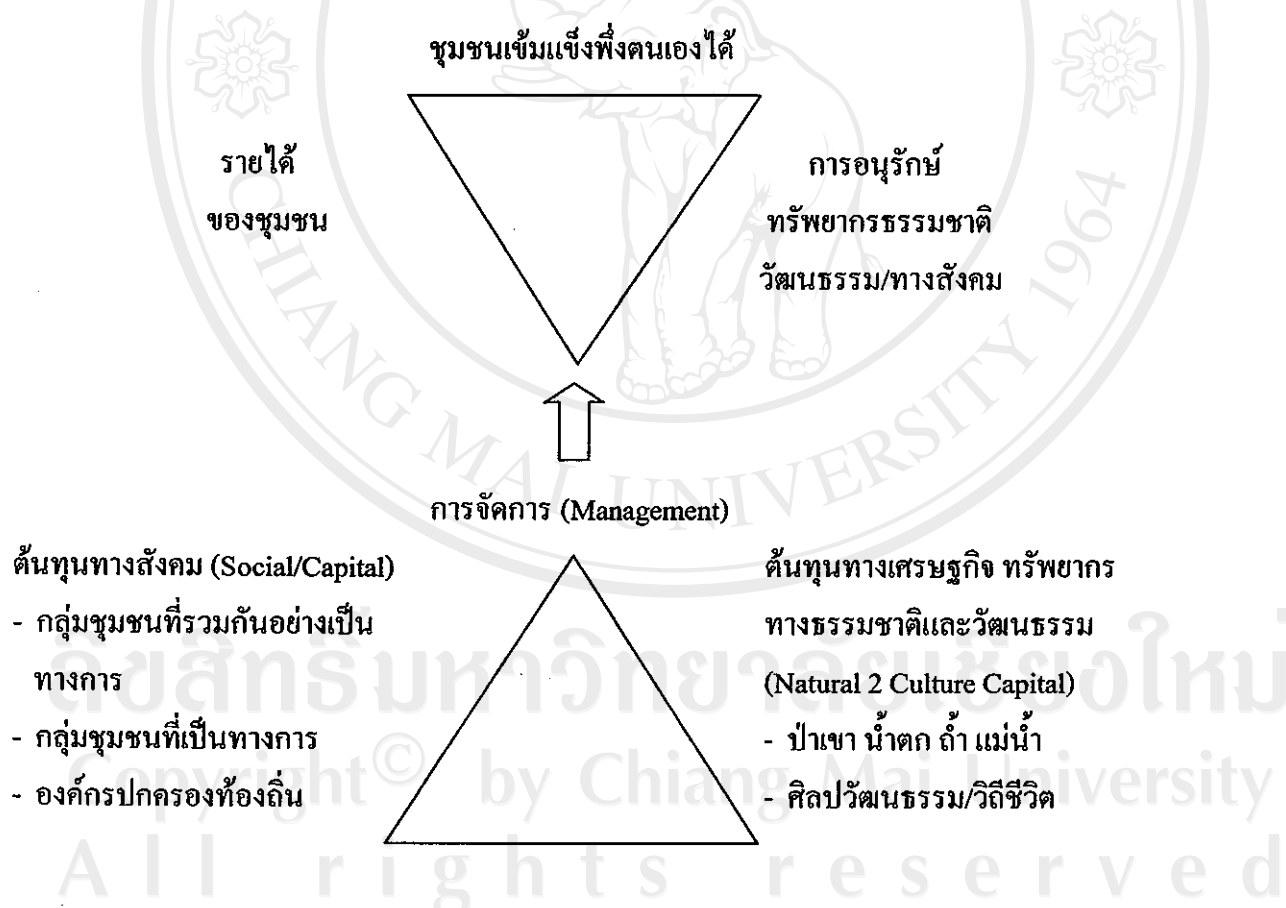 ชุมชนเข้มแข็งพึ่งตนเองได้
รายได้
ของชุมชน
การอนุรักษ์
ทรัพยากรธรรมชาติ
วัฒนธรรม/ทางสังคม
การจัดการ (Management)
ต้นทุนทางสังคม (Social/Capital)
- กลุ่มชุมชนที่รวมกันอย่างเป็น
ทางการ
- กลุ่มชุมชนที่เป็นทางการ
- องค์กรปกครองท้องถิ่น
ต้นทุนทางเศรษฐกิจ ทรัพยากร
ทางธรรมชาติและวัฒนธรรม
(Natural 2 Culture Capital)
- ป่าเขา น้ำตก ถ้ำ แม่น้ำ
- ศิลปวัฒนธรรม/วิถีชีวิต
CHIANG MAI UNIVERSITY 1964
ลิขสิทธิ์มหาวิทยาลัยเชียงใหม่
Copyright© by Chiang Mai University
All rights reserved